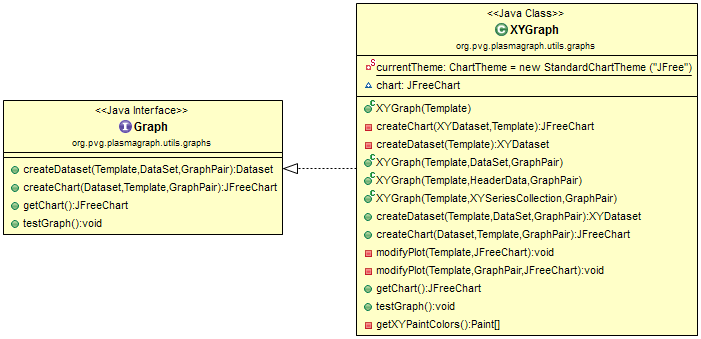 <<Java Interface>>
Graph
org.pvg.plasmagraph.utils.graphs
createDataset(Template,DataSet,GraphPair):Dataset
createChart(Dataset,Template,GraphPair):JFreeChart
getChart():JFreeChart
testGraph():void
<<Java Class>>
XYGraph
org.pvg.plasmagraph.utils.graphs
currentTheme: ChartTheme = new StandardChartTheme ("JFree")
chart: JFreeChart
XYGraph(Template)
createChart(XYDataset,Template):JFreeChart
createDataset(Template):XYDataset
XYGraph(Template,DataSet,GraphPair)
XYGraph(Template,HeaderData,GraphPair)
XYGraph(Template,XYSeriesCollection,GraphPair)
createDataset(Template,DataSet,GraphPair):XYDataset
createChart(Dataset,Template,GraphPair):JFreeChart
modifyPlot(Template,JFreeChart):void
modifyPlot(Template,GraphPair,JFreeChart):void
getChart():JFreeChart
testGraph():void
getXYPaintColors():Paint[]